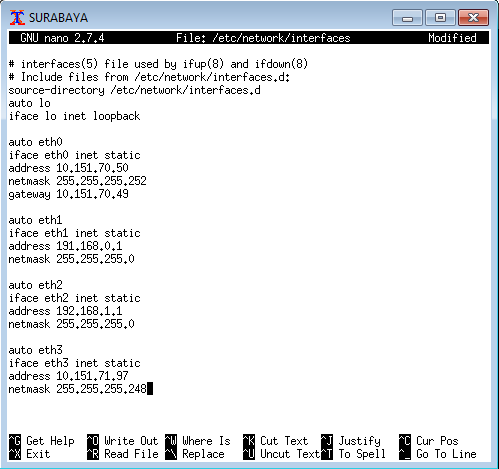 SURABAYA
GNU nano 2.7.4 File: /etc/network/interfaces Modified
# interfaces(5) file used by ifup(8) and ifdown(8)
# Include files from /etc/network/interfaces.d:
source-directory /etc/network/interfaces.d
auto lo
iface lo inet loopback
auto eth0
iface eth0 inet static
address 10.151.70.50
netmask 255.255.255.252
gateway 10.151.70.49
auto eth1
iface eth1 inet static
address 191.168.0.1
netmask 255.255.255.0
auto eth2
iface eth2 inet static
address 192.168.1.1
netmask 255.255.255.0
auto eth3
iface eth3 inet static
address 10.151.71.97
netmask 255.255.255.248
^G Get Help ^O Write Out ^W Where Is ^K Cut Text ^J Justify ^C Cur Pos
^X Exit ^R Read File ^\ Replace ^U Uncut Text ^T To Spell ^_ Go To Line